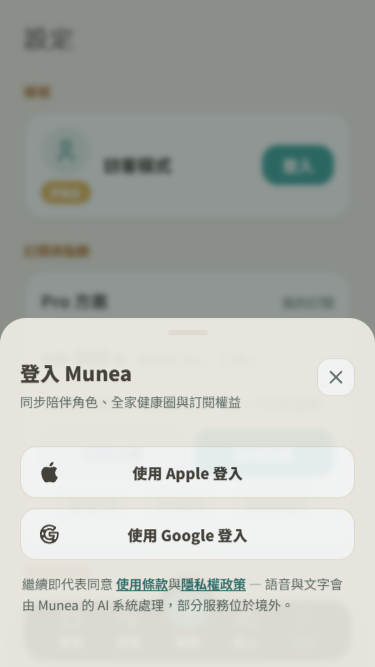 設定
訪客模式
登入
Pro 方案
登入 Munea
同步陪伴角色、全家健康圈與訂閱權益
使用 Apple 登入
使用 Google 登入
繼續即代表同意 使用條款與隱私權政策 — 語音與文字會
由 Munea 的 AI 系統處理，部分服務位於境外。